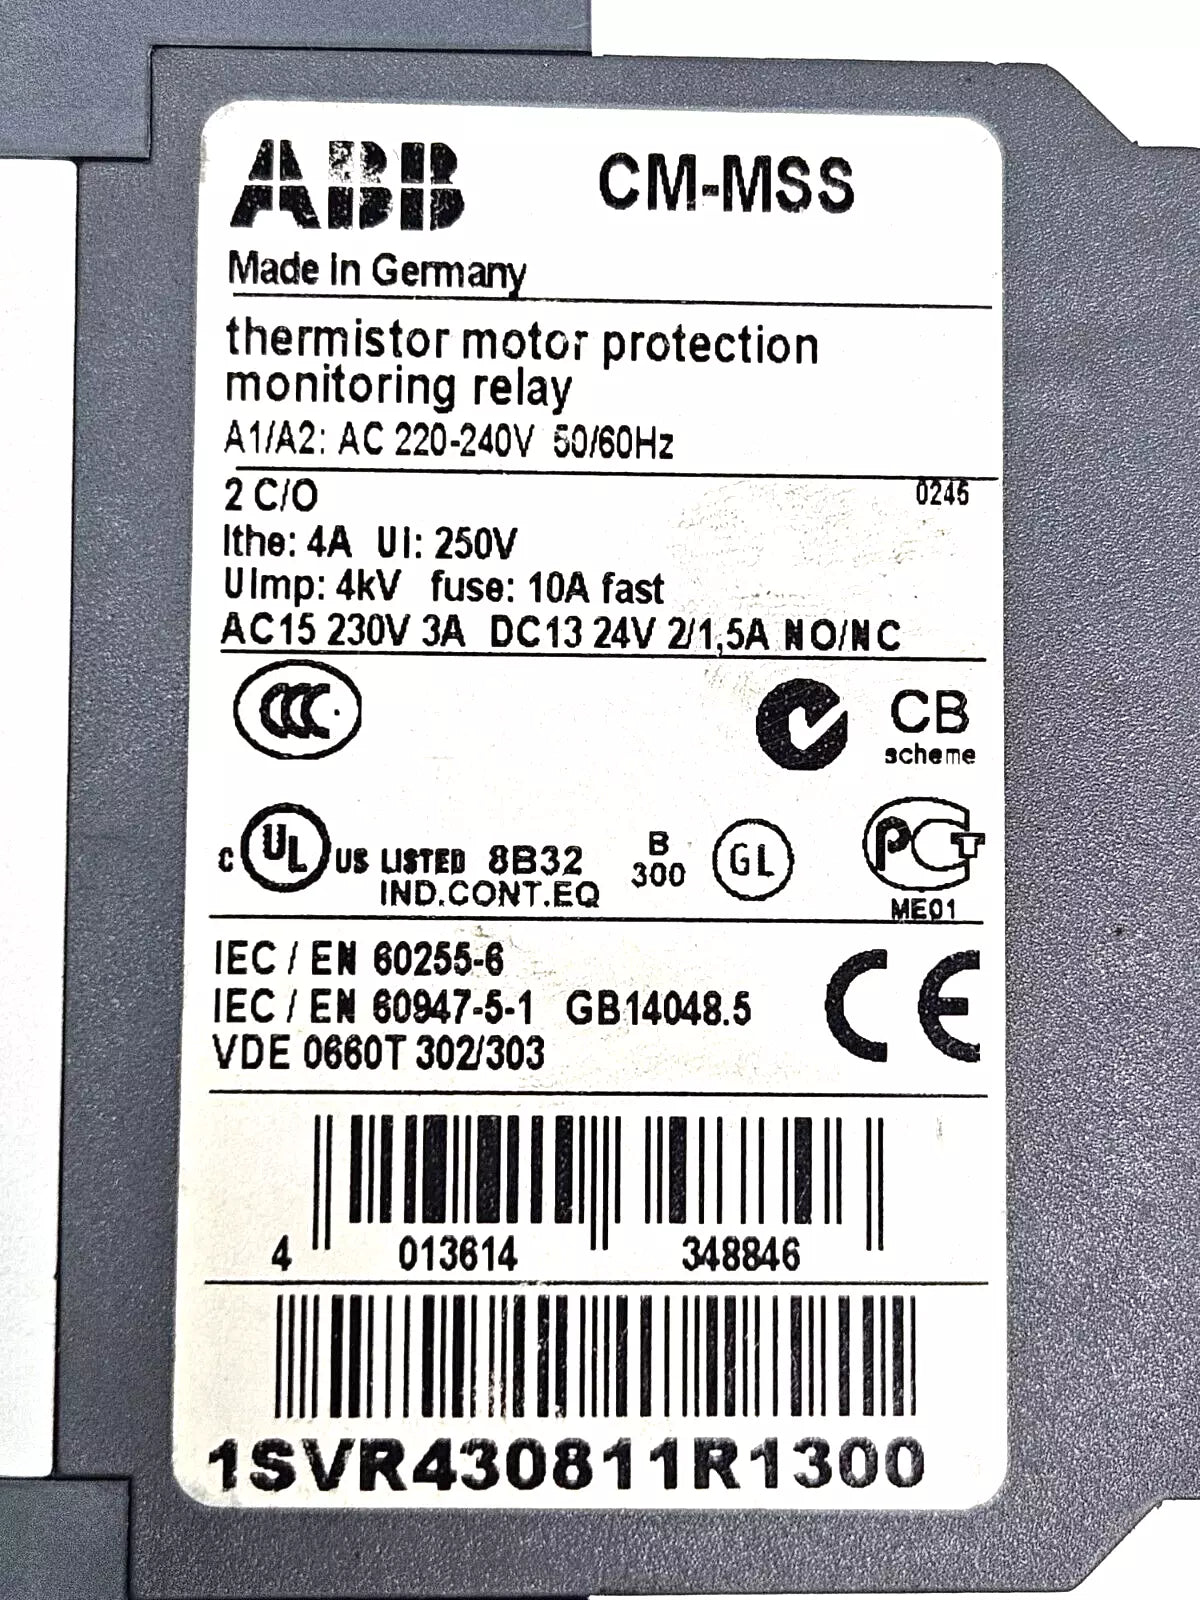 ABB CM-MSS
Made in Germany
thermistor motor protection
monitoring relay
A1/A2: AC 220-240V 50/60Hz
2 C/O 0245
Ithe: 4A UI: 250V
UImp: 4kV fuse: 10A fast
AC15 230V 3A DC13 24V 2/1,5A NO/NC
CCC
CB
scheme
C UL US LISTED 8B32
IND.CONT.EQ
B
300
GL
PCT
ME01
IEC / EN 60255-6
IEC / EN 60947-5-1 GB14048.5
VDE 0660T 302/303
CE
4 013614 348846
1SVR430811R1300